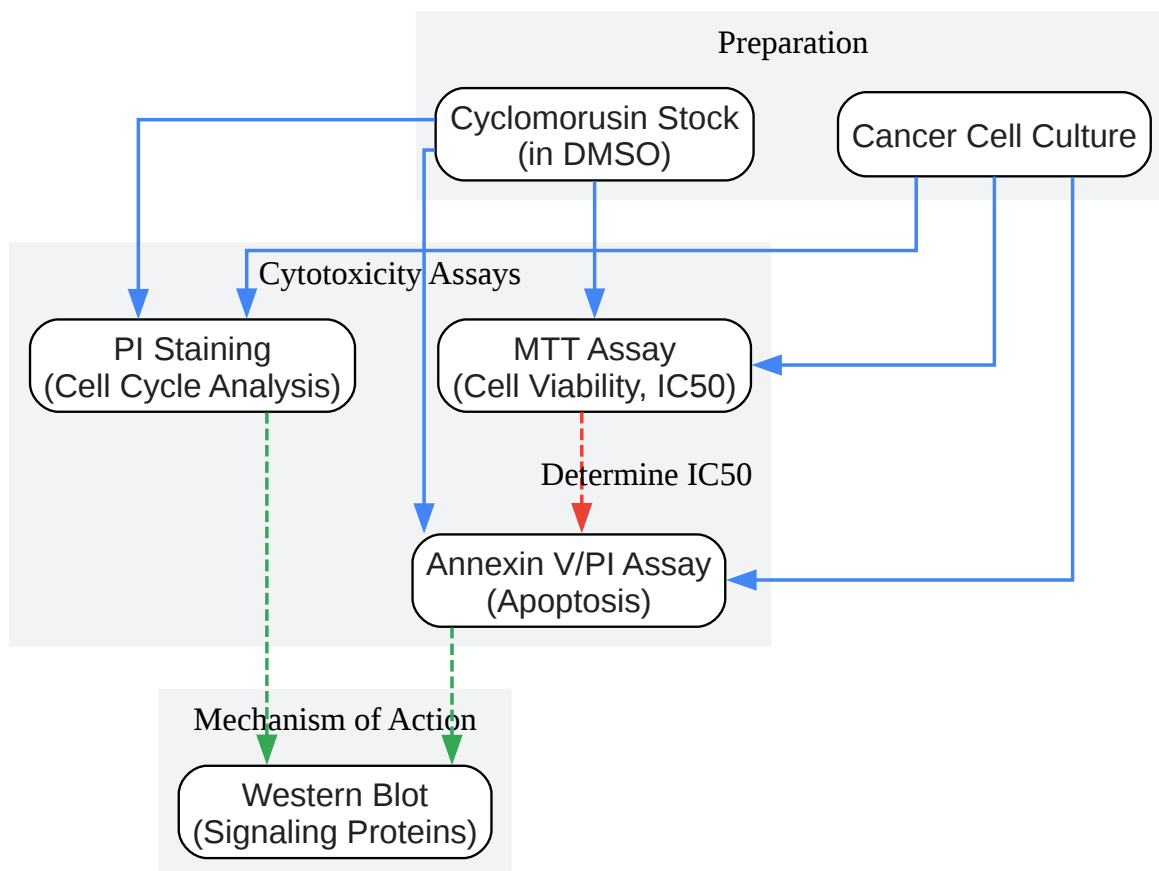 Preparation
Cyclomorusin Stock
(in DMSO)
Cancer Cell Culture
Cytotoxicity Assays
PI Staining
(Cell Cycle Analysis)
MTT Assay
(Cell Viability, IC50)
Determine IC50
Annexin V/PI Assay
(Apoptosis)
Mechanism of Action
Western Blot
(Signaling Proteins)